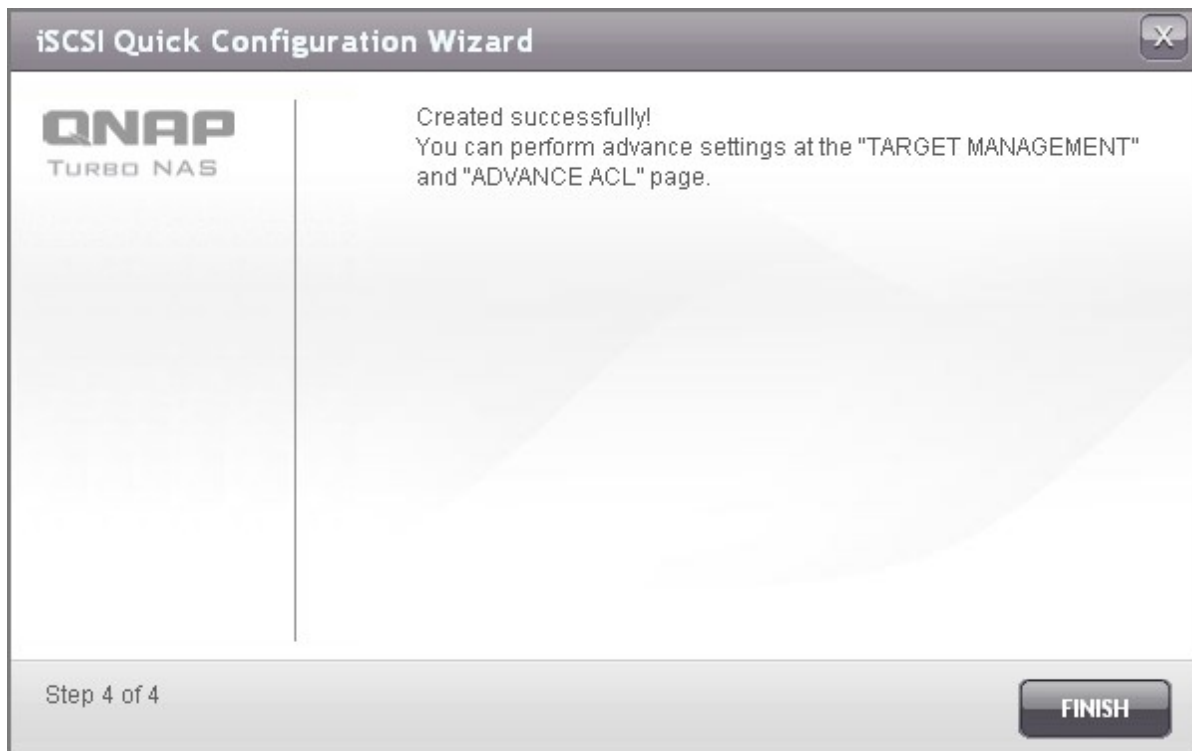 iSCSI Quick Configuration Wizard
X
QNAP
TURBO NAS
Created successfully!
You can perform advance settings at the "TARGET MANAGEMENT"
and "ADVANCE ACL" page.
Step 4 of 4
FINISH